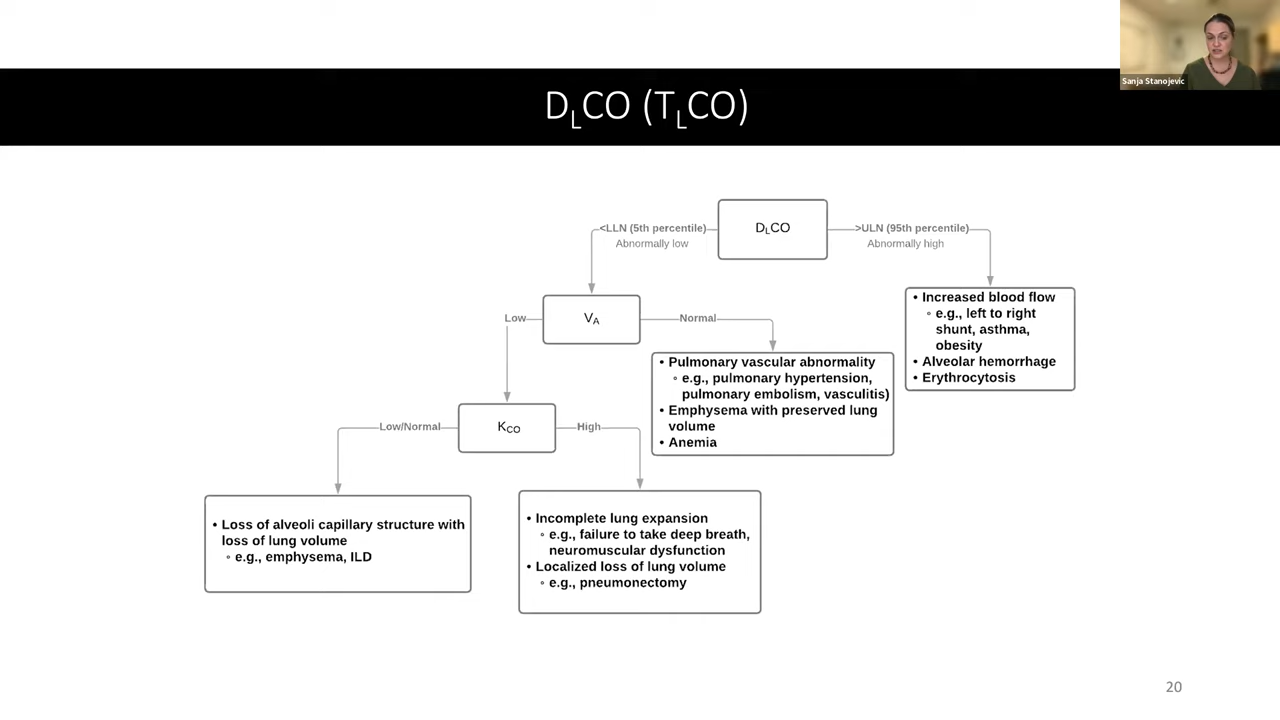 Sanja Stanojevic
DLCO (TLCO)
DLCO
<LLN (5th percentile)
Abnormally low
>ULN (95th percentile)
Abnormally high
• Increased blood flow
◦ e.g., left to right
shunt, asthma,
obesity
• Alveolar hemorrhage
• Erythrocytosis
VA
Low
Normal
• Pulmonary vascular abnormality
◦ e.g., pulmonary hypertension,
pulmonary embolism, vasculitis)
• Emphysema with preserved lung
volume
• Anemia
KCO
Low/Normal
High
• Loss of alveoli capillary structure with
loss of lung volume
◦ e.g., emphysema, ILD
• Incomplete lung expansion
◦ e.g., failure to take deep breath,
neuromuscular dysfunction
• Localized loss of lung volume
◦ e.g., pneumonectomy
20